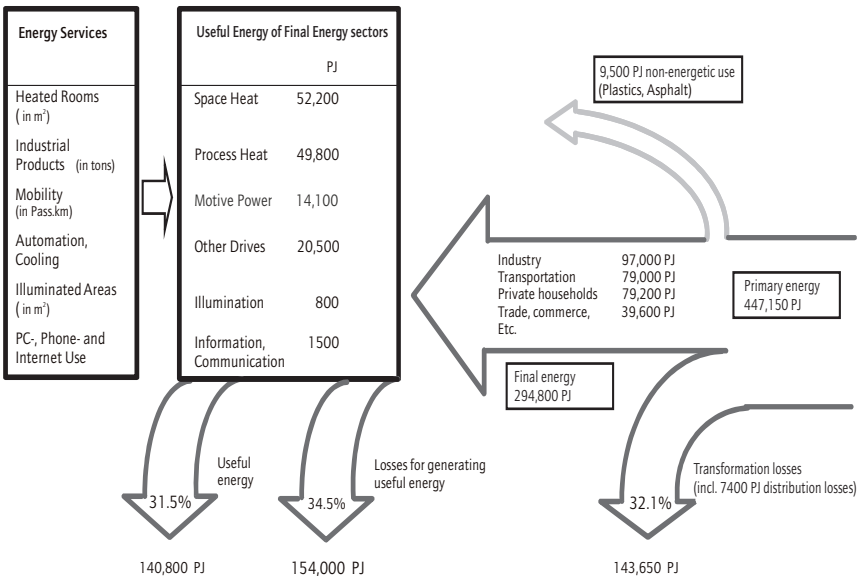 Energy Services
Heated Rooms
( in m²)
Industrial
Products (in tons)
Mobility
(in Pass.km)
Automation,
Cooling
Illuminated Areas
( in m²)
PC-, Phone- and
Internet Use
Useful Energy of Final Energy sectors
PJ
Space Heat 52,200
Process Heat 49,800
Motive Power 14,100
Other Drives 20,500
Illumination 800
Information, 1500
Communication
9,500 PJ non-energetic use
(Plastics, Asphalt)
Industry 97,000 PJ
Transportation 79,000 PJ
Private households 79,200 PJ
Trade, commerce, 39,600 PJ
Etc.
Primary energy
447,150 PJ
Final energy
294,800 PJ
Useful
energy
31.5%
140,800 PJ
Losses for generating
useful energy
34.5%
154,000 PJ
Transformation losses
(incl. 7400 PJ distribution losses)
32.1%
143,650 PJ